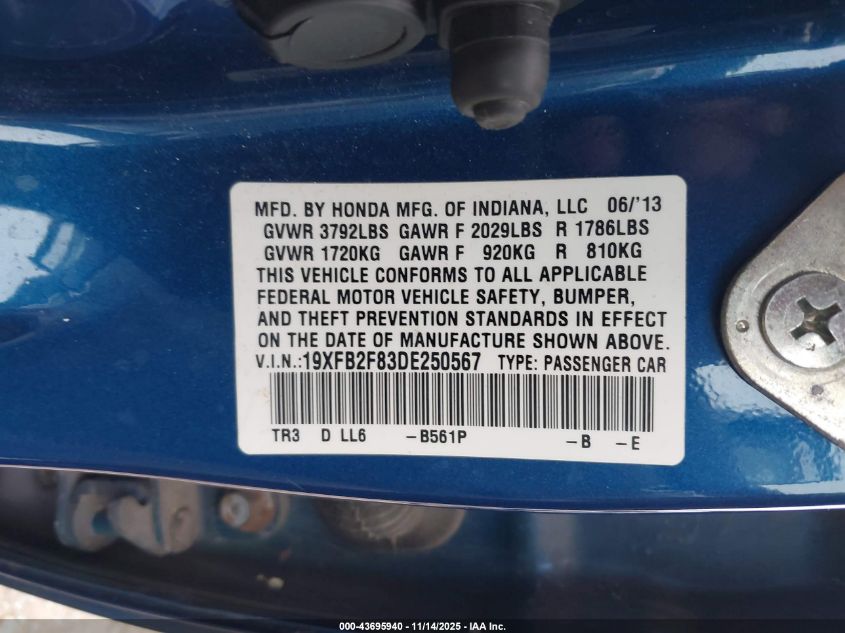 MFD. BY HONDA MFG. OF INDIANA, LLC 06/'13
GVWR 3792LBS GAWR F 2029LBS R 1786LBS
GVWR 1720KG GAWR F 920KG R 810KG
THIS VEHICLE CONFORMS TO ALL APPLICABLE
FEDERAL MOTOR VEHICLE SAFETY, BUMPER,
AND THEFT PREVENTION STANDARDS IN EFFECT
ON THE DATE OF MANUFACTURE SHOWN ABOVE.
V.I.N.:19XFB2F83DE250567 TYPE: PASSENGER CAR
TR3 D LL6 -B561P -B -E
000-43695940 - 11/14/2025 - IAA Inc.